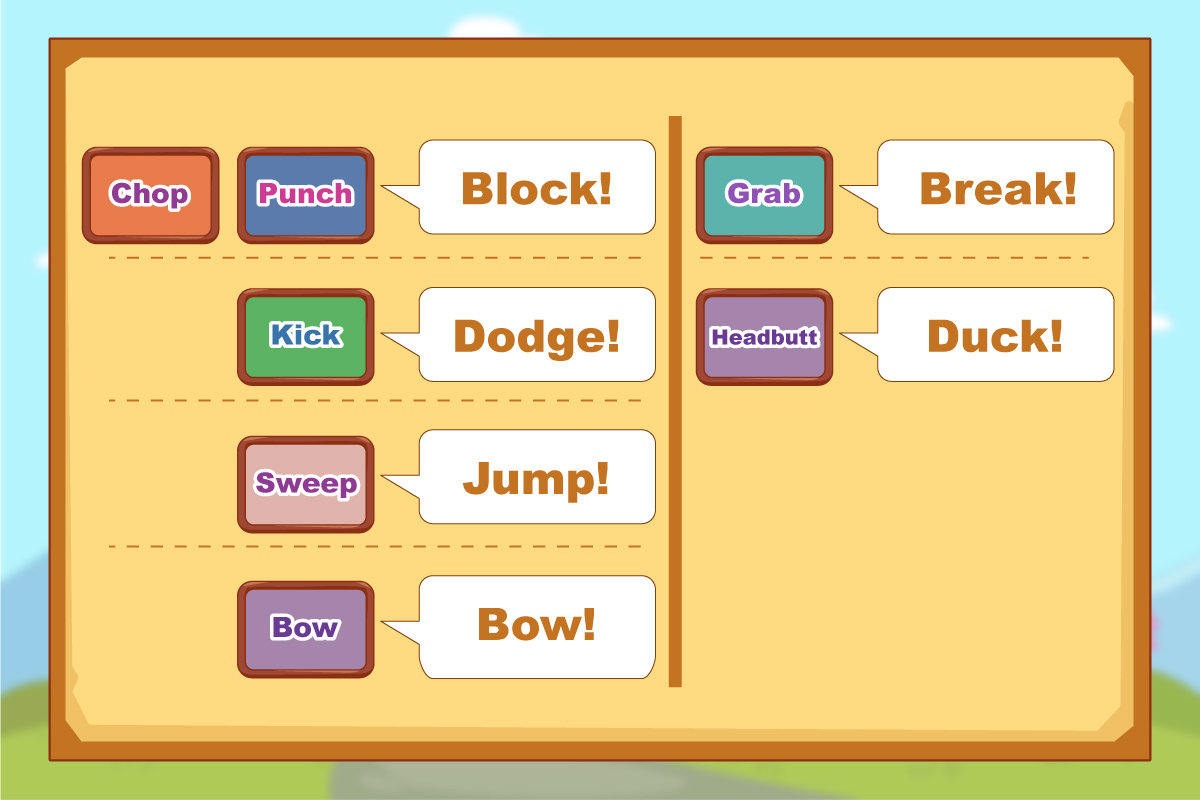 Chop
Punch
Block!
Kick
Dodge!
Sweep
Jump!
Bow
Bow!
Grab
Break!
Headbutt
Duck!